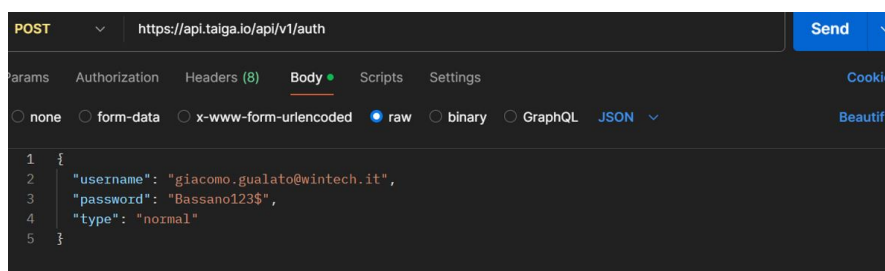 POST https://api.taiga.io/api/v1/auth Send
Params Authorization Headers (8) Body Scripts Settings Cooki
none form-data x-www-form-urlencoded raw binary GraphQL JSON Beautif
1 {
2 "username": "giacomo.gualato@wintech.it",
3 "password": "Bassano123$",
4 "type": "normal"
5 }